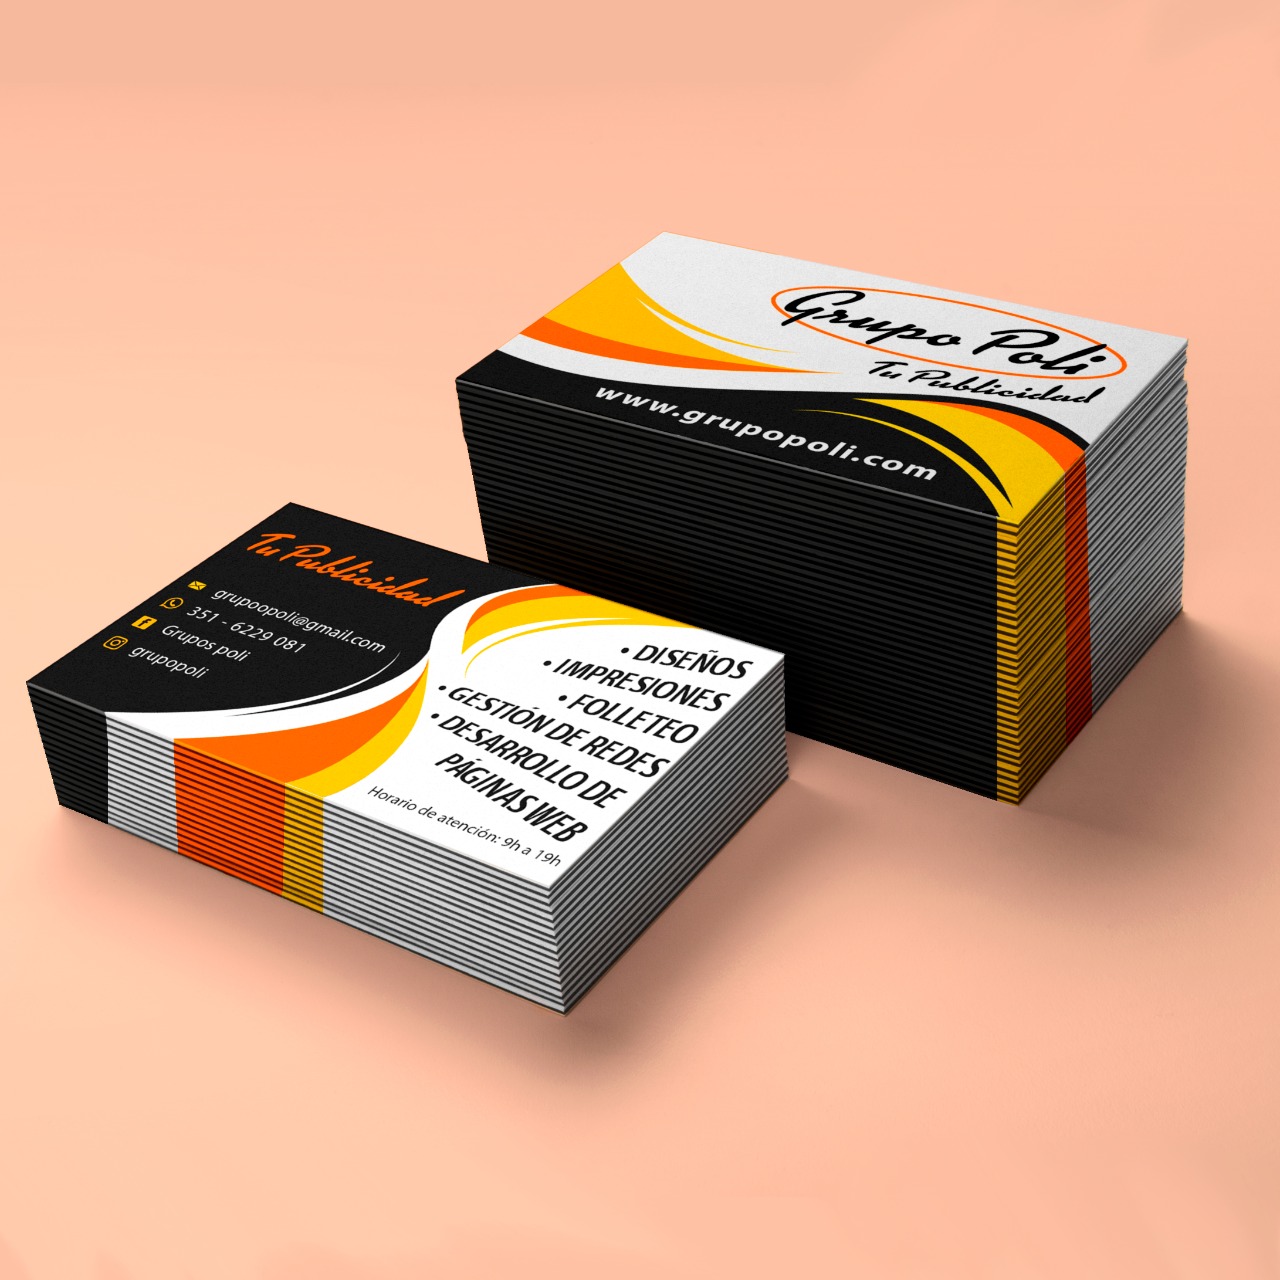 Grupo Poli
Tu Publicidad
www.grupopoli.com
Tu Publicidad
grupoopoli@gmail.com
351 - 6229 081
Grupos poli
grupopoli
• DISEÑOS
• IMPRESIONES
• FOLLETEO
• GESTIÓN DE REDES
• DESARROLLO DE
PÁGINAS WEB
Horario de atención: 9h a 19h